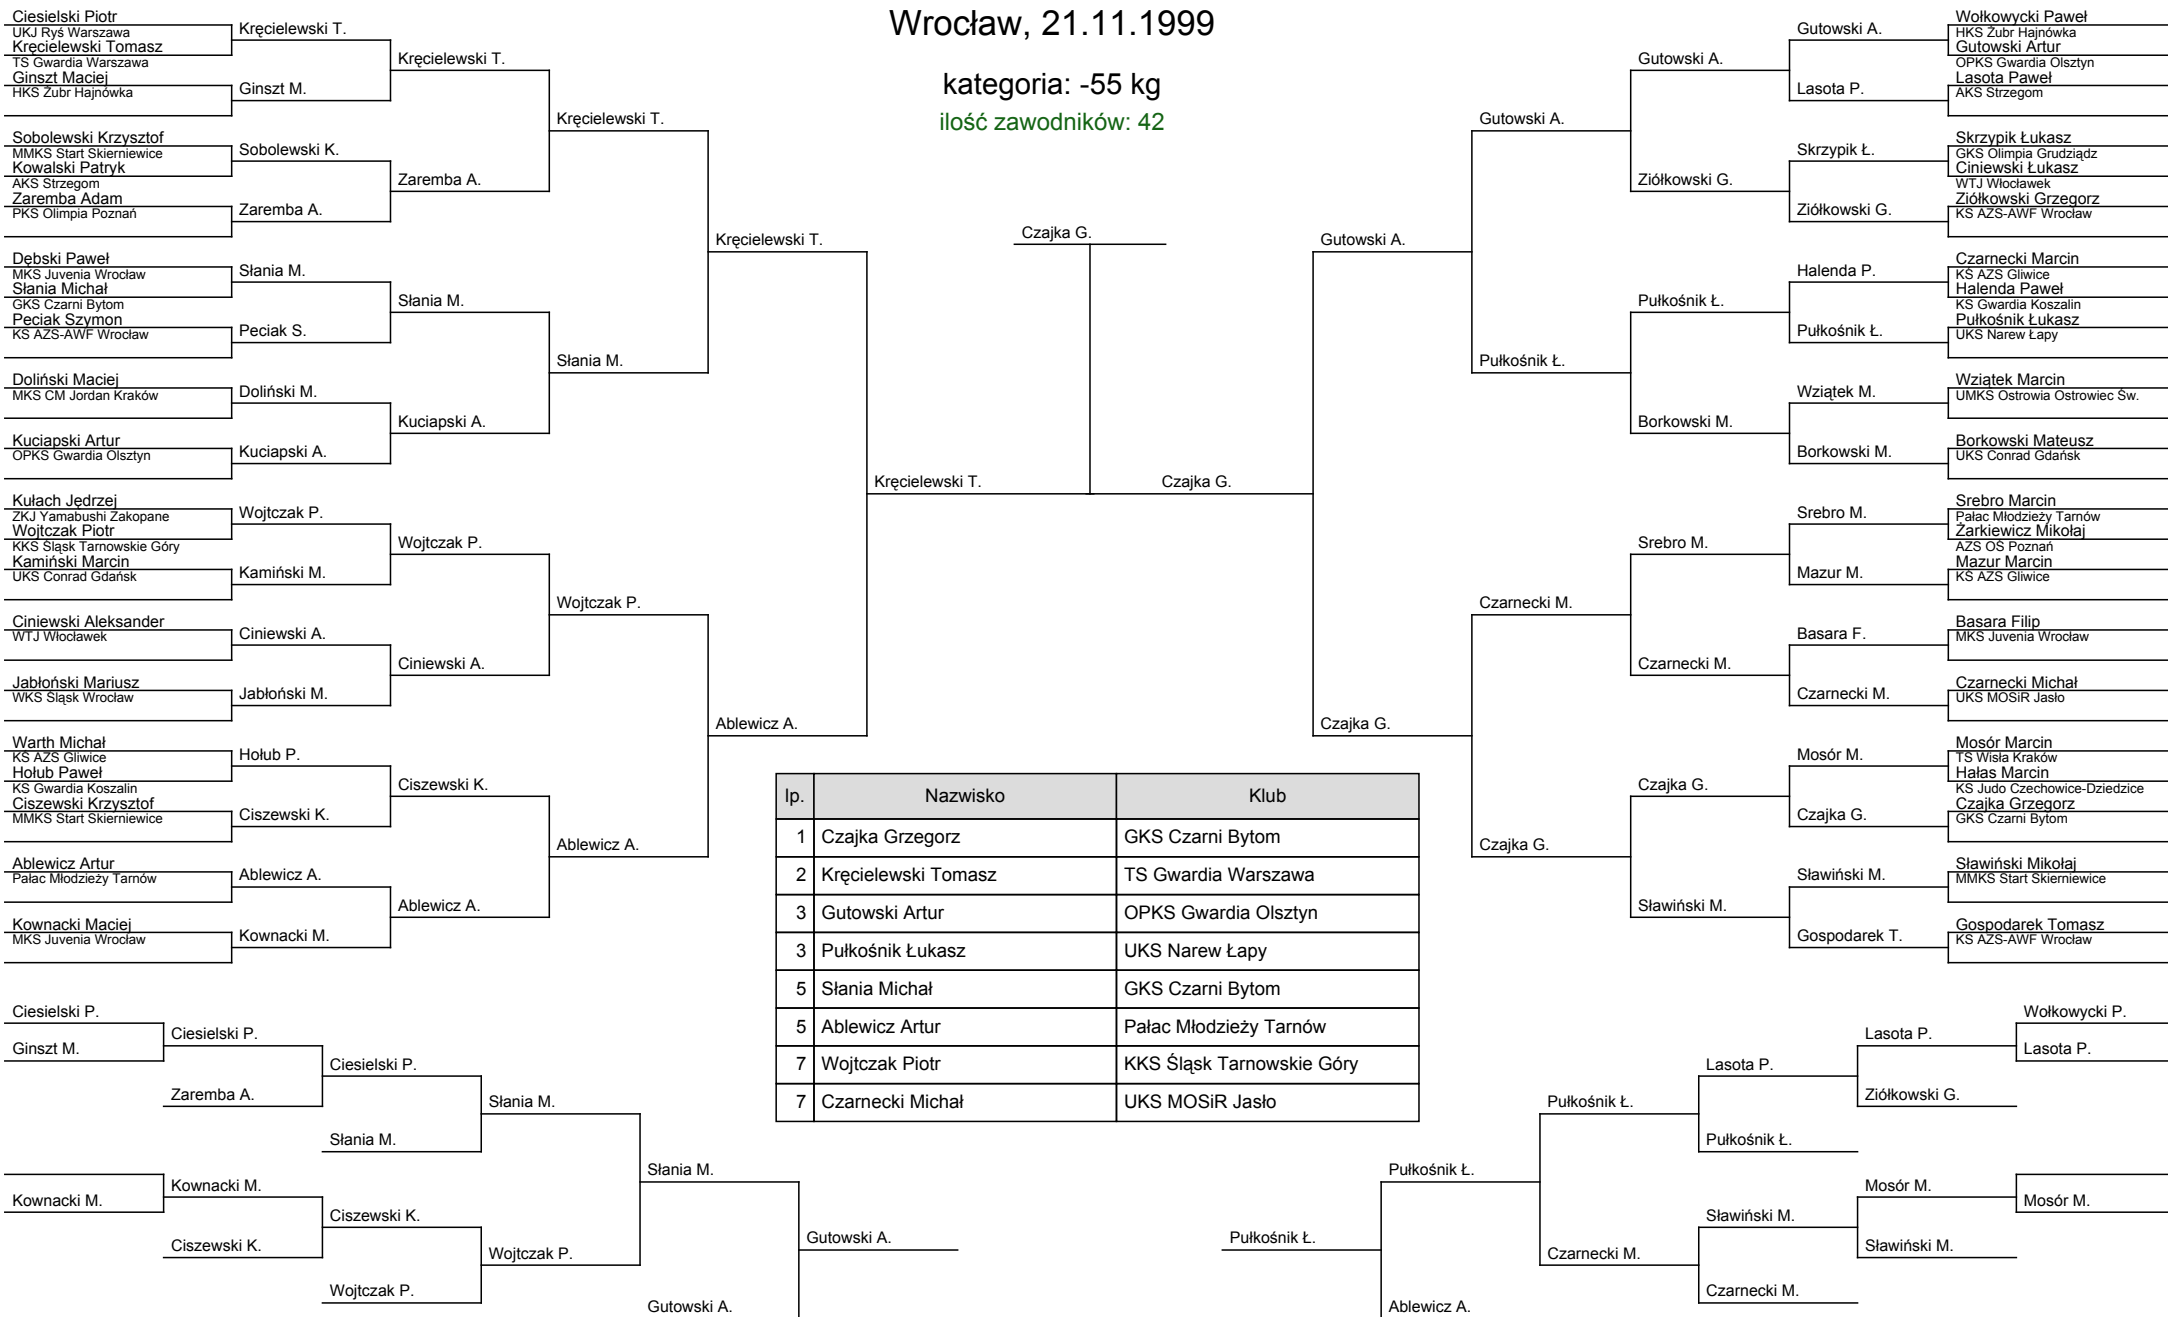 Wrocław, 21.11.1999
kategoria: -55 kg
ilość zawodników: 42
Ciesielski Piotr
UKJ Ryś Warszawa
Kręcielewski Tomasz
TS Gwardia Warszawa
Ginszt Maciej
HKS Żubr Hajnówka
Sobolewski Krzysztof
MMKS Start Skierniewice
Kowalski Patryk
AKS Strzegom
Zaremba Adam
PKS Olimpia Poznań
Dębski Paweł
MKS Juvenia Wrocław
Słania Michał
GKS Czarni Bytom
Peciak Szymon
KS AZS-AWF Wrocław
Doliński Maciej
MKS CM Jordan Kraków
Kuciapski Artur
OPKS Gwardia Olsztyn
Kułach Jędrzej
ZKJ Yamabushi Zakopane
Wojtczak Piotr
KKS Śląsk Tarnowskie Góry
Kamiński Marcin
UKS Conrad Gdańsk
Ciniewski Aleksander
WTJ Włocławek
Jabłoński Mariusz
WKS Śląsk Wrocław
Warth Michał
KŚ AZS Gliwice
Hołub Paweł
KS Gwardia Koszalin
Ciszewski Krzysztof
MMKS Start Skierniewice
Ablewicz Artur
Pałac Młodzieży Tarnów
Kownacki Maciej
MKS Juvenia Wrocław
Kręcielewski T.
Ginszt M.
Sobolewski K.
Zaremba A.
Słania M.
Peciak S.
Doliński M.
Kuciapski A.
Wojtczak P.
Kamiński M.
Ciniewski A.
Jabłoński M.
Hołub P.
Ciszewski K.
Ablewicz A.
Kownacki M.
Kręcielewski T.
Zaremba A.
Słania M.
Kuciapski A.
Wojtczak P.
Ciniewski A.
Ciszewski K.
Ablewicz A.
Kręcielewski T.
Słania M.
Wojtczak P.
Ablewicz A.
Kręcielewski T.
Ablewicz A.
Kręcielewski T.
Czajka G.
Czajka G.
Gutowski A.
Czajka G.
Gutowski A.
Pułkośnik Ł.
Czarnecki M.
Czajka G.
Gutowski A.
Ziółkowski G.
Pułkośnik Ł.
Borkowski M.
Srebro M.
Czarnecki M.
Czajka G.
Sławiński M.
Gutowski A.
Lasota P.
Skrzypik Ł.
Ziółkowski G.
Halenda P.
Pułkośnik Ł.
Wziątek M.
Borkowski M.
Srebro M.
Mazur M.
Basara F.
Czarnecki M.
Mosór M.
Czajka G.
Sławiński M.
Gospodarek T.
Wołkowycki Paweł
HKS Żubr Hajnówka
Gutowski Artur
OPKS Gwardia Olsztyn
Lasota Paweł
AKS Strzegom
Skrzypik Łukasz
GKS Olimpia Grudziądz
Ciniewski Łukasz
WTJ Włocławek
Ziółkowski Grzegorz
KS AZS-AWF Wrocław
Czarnecki Marcin
KŚ AZS Gliwice
Halenda Paweł
KS Gwardia Koszalin
Pułkośnik Łukasz
UKS Narew Łapy
Wziątek Marcin
UMKS Ostrowia Ostrowiec Św.
Borkowski Mateusz
UKS Conrad Gdańsk
Srebro Marcin
Pałac Młodzieży Tarnów
Żarkiewicz Mikołaj
AZS OŚ Poznań
Mazur Marcin
KŚ AZS Gliwice
Basara Filip
MKS Juvenia Wrocław
Czarnecki Michał
UKS MOSiR Jasło
Mosór Marcin
TS Wisła Kraków
Hałas Marcin
KS Judo Czechowice-Dziedzice
Czajka Grzegorz
GKS Czarni Bytom
Sławiński Mikołaj
MMKS Start Skierniewice
Gospodarek Tomasz
KS AZS-AWF Wrocław
lp. Nazwisko Klub
1 Czajka Grzegorz GKS Czarni Bytom
2 Kręcielewski Tomasz TS Gwardia Warszawa
3 Gutowski Artur OPKS Gwardia Olsztyn
3 Pułkośnik Łukasz UKS Narew Łapy
5 Słania Michał GKS Czarni Bytom
5 Ablewicz Artur Pałac Młodzieży Tarnów
7 Wojtczak Piotr KKS Śląsk Tarnowskie Góry
7 Czarnecki Michał UKS MOSiR Jasło
Ciesielski P.
Ginszt M.
Kownacki M.
Ciesielski P.
Zaremba A.
Kownacki M.
Ciszewski K.
Ciesielski P.
Słania M.
Ciszewski K.
Wojtczak P.
Słania M.
Wojtczak P.
Słania M.
Gutowski A.
Gutowski A.
Pułkośnik Ł.
Pułkośnik Ł.
Ablewicz A.
Pułkośnik Ł.
Czarnecki M.
Lasota P.
Pułkośnik Ł.
Sławiński M.
Czarnecki M.
Lasota P.
Ziółkowski G.
Mosór M.
Sławiński M.
Wołkowycki P.
Lasota P.
Mosór M.